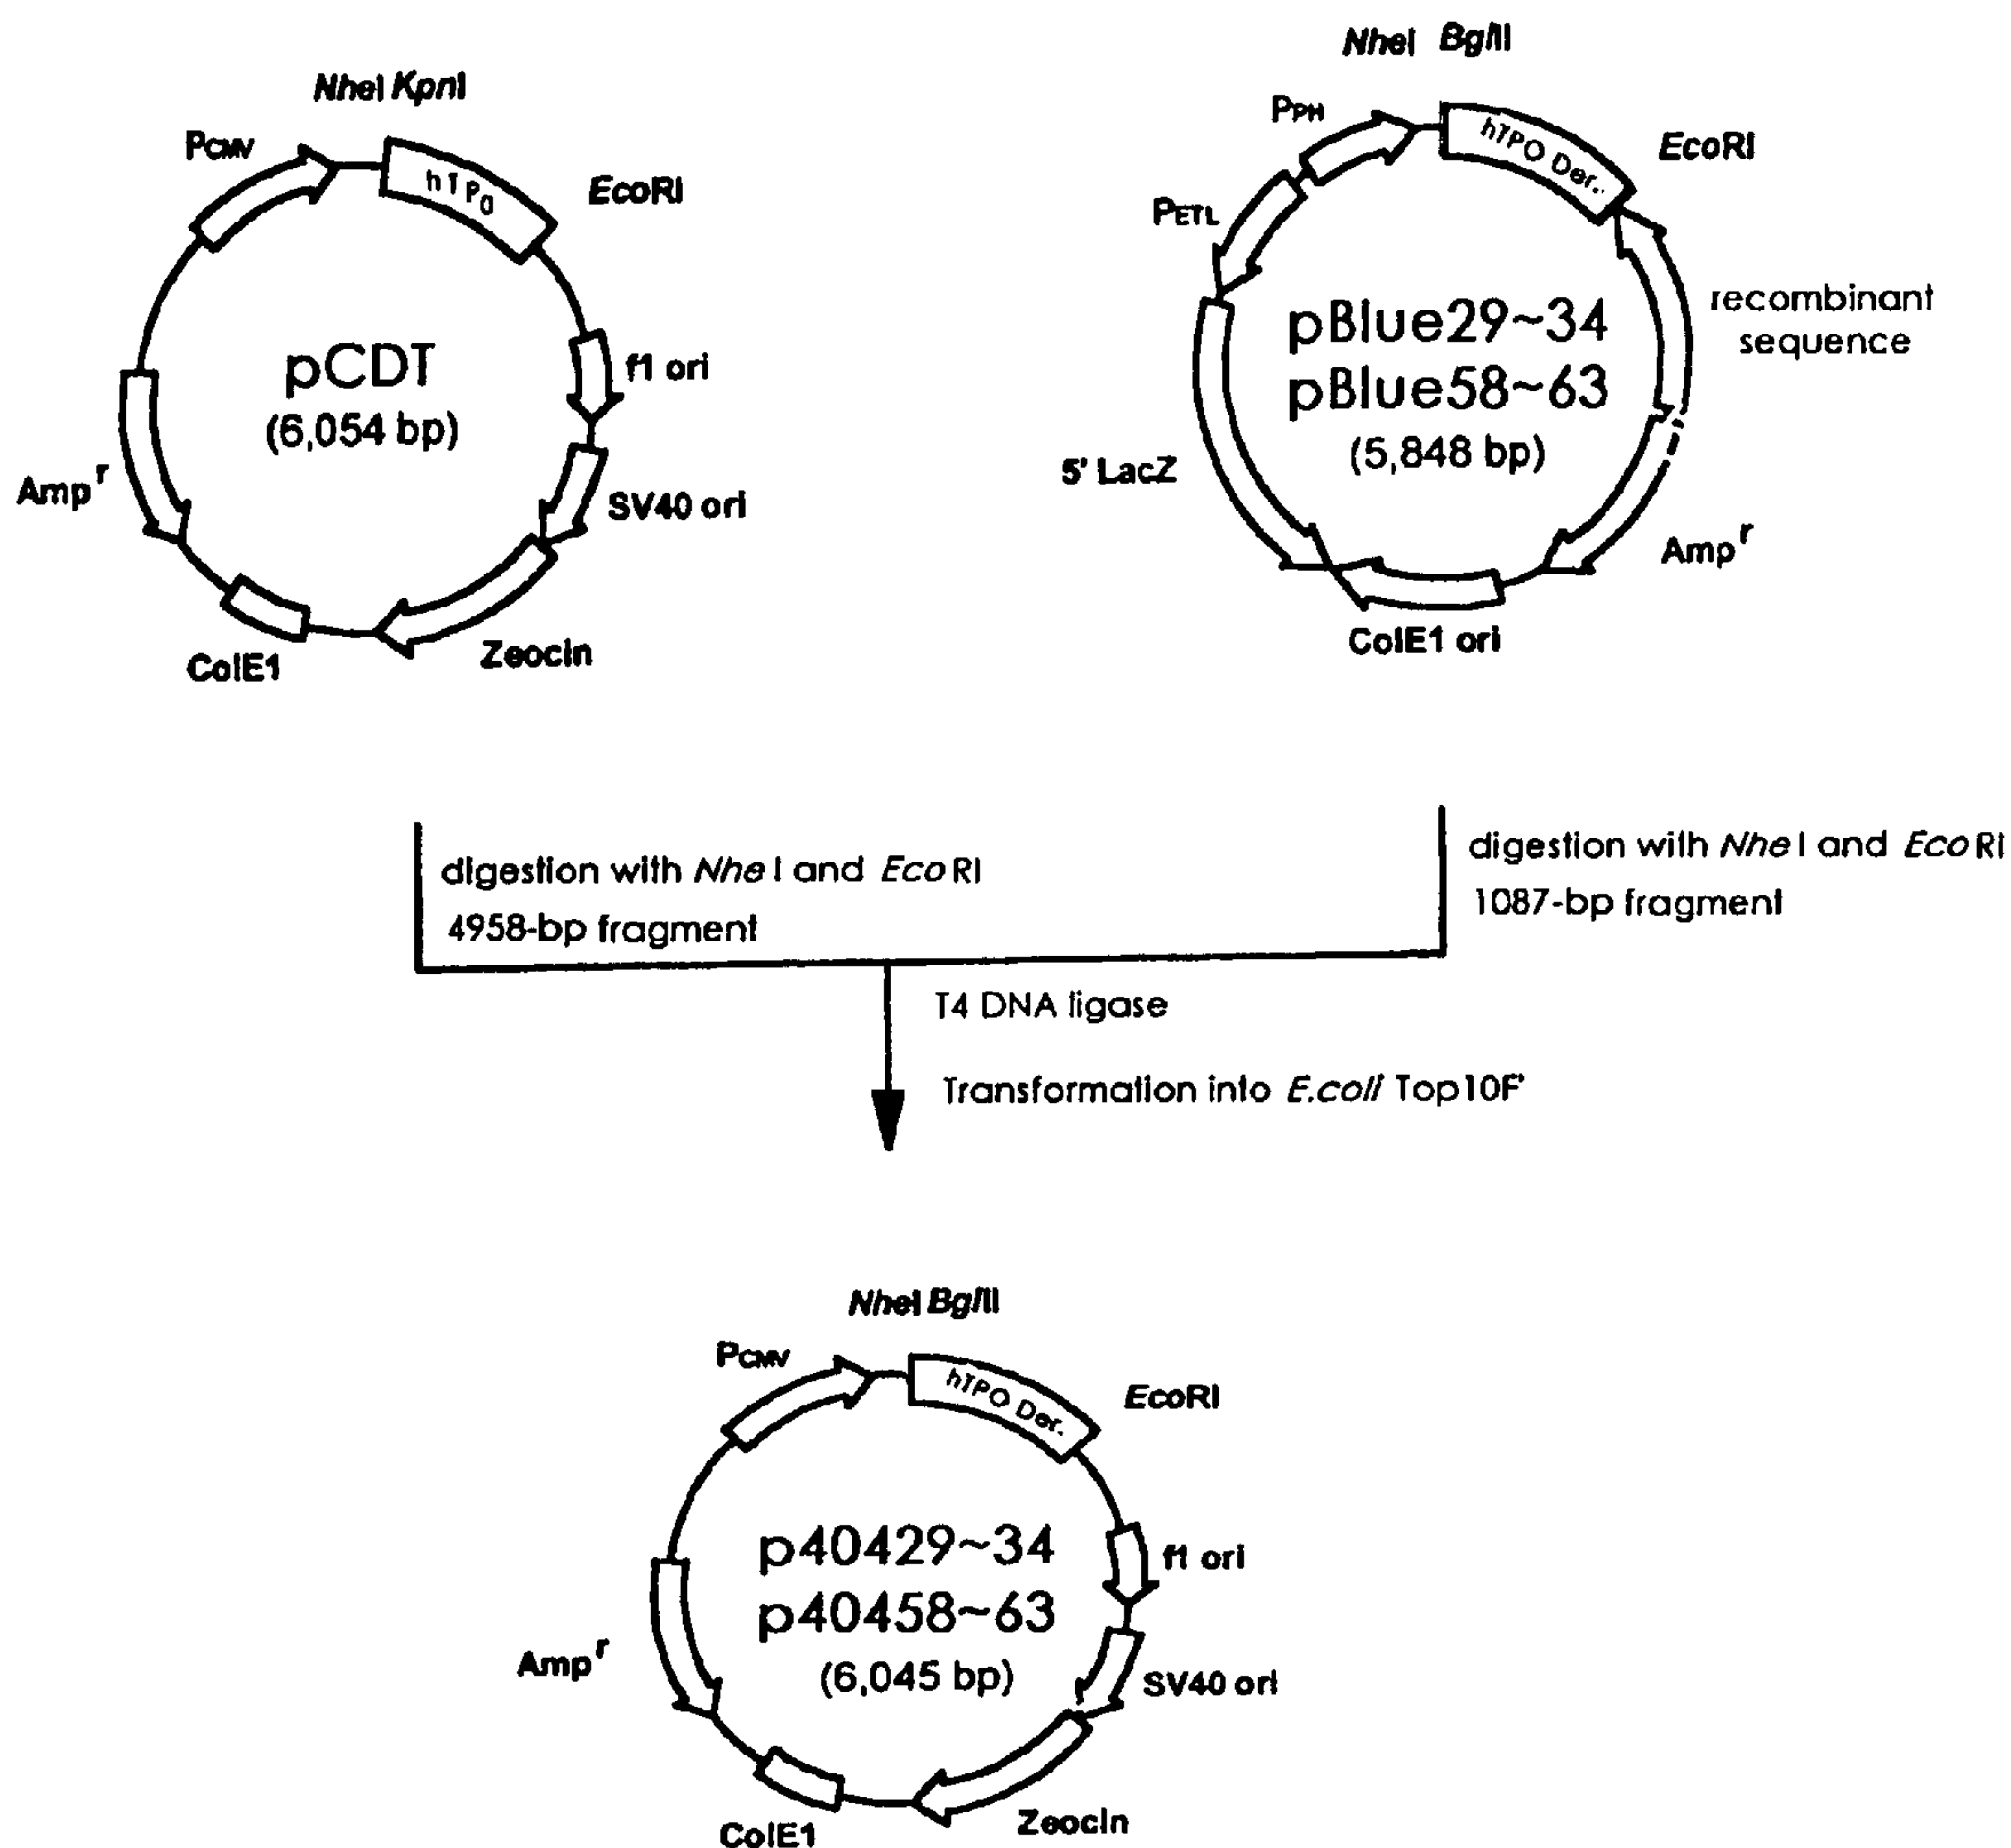 NheI KpnI
PCMV
hTPO
EcoRI
pCDT
(6,054 bp)
f1 ori
SV40 ori
Zeocin
ColE1
Amp r
NheI BglII
PPH
hTPO Der.
EcoRI
PETL
pBlue29~34
pBlue58~63
(5,848 bp)
recombinant
sequence
5' LacZ
Amp r
ColE1 ori
digestion with NheI and EcoRI
4958-bp fragment
digestion with NheI and EcoRI
1087-bp fragment
T4 DNA ligase
Transformation into E.coli Top10F'
NheI BglII
PCMV
hTPO Der.
EcoRI
p40429~34
p40458~63
(6,045 bp)
f1 ori
SV40 ori
Zeocin
ColE1
Amp r